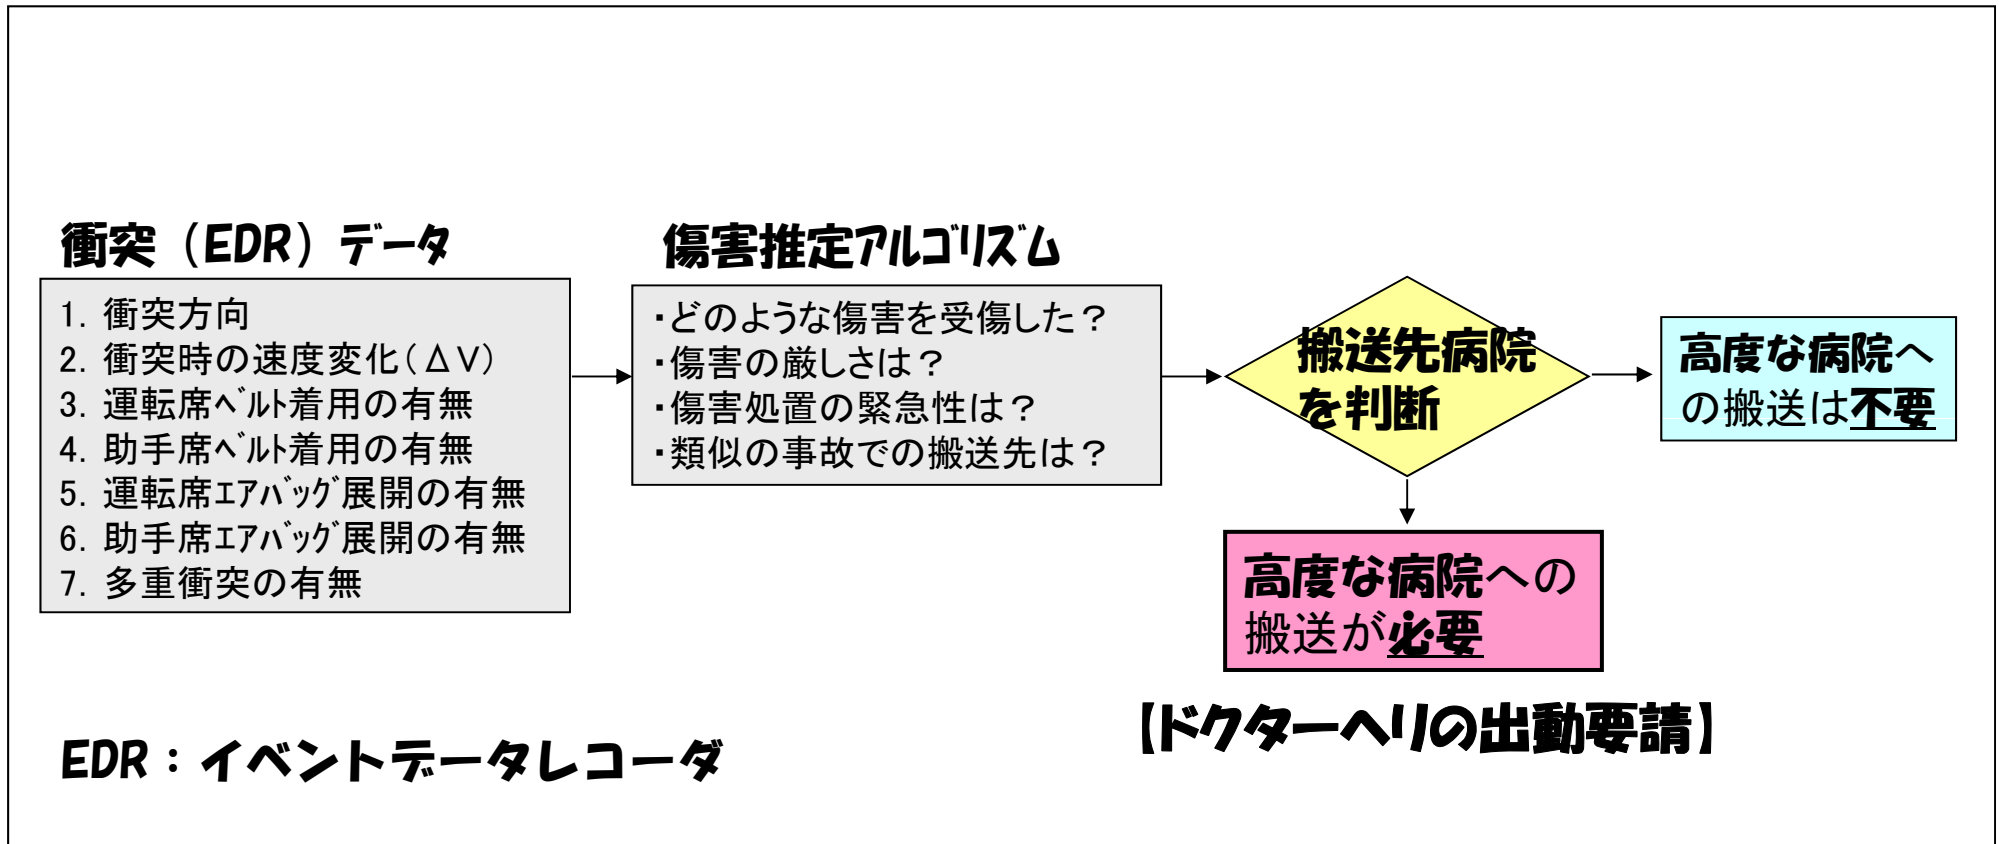 衝突（EDR）データ
1. 衝突方向
2. 衝突時の速度変化(ΔV)
3. 運転席ﾍﾞﾙﾄ着用の有無
4. 助手席ﾍﾞﾙﾄ着用の有無
5. 運転席ｴｱﾊﾞｯｸﾞ展開の有無
6. 助手席ｴｱﾊﾞｯｸﾞ展開の有無
7. 多重衝突の有無
傷害推定ｱﾙｺﾞﾘｽﾞﾑ
・どのような傷害を受傷した？
・傷害の厳しさは？
・傷害処置の緊急性は？
・類似の事故での搬送先は？
搬送先病院
を判断
高度な病院へ
の搬送は不要
高度な病院への
搬送が必要
【ドクターヘリの出動要請】
EDR：イベントデータレコーダ